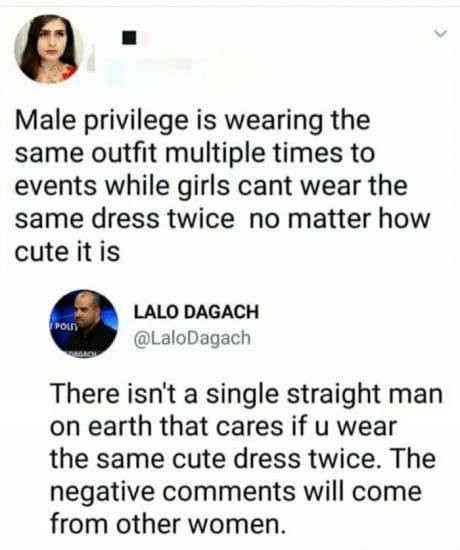 Male privilege is wearing the
same outfit multiple times to
events while girls cant wear the
same dress twice no matter how
cute it is
POLIT
DAGACH
LALO DAGACH
@LaloDagach
There isn't a single straight man
on earth that cares if u wear
the same cute dress twice. The
negative comments will come
from other women.